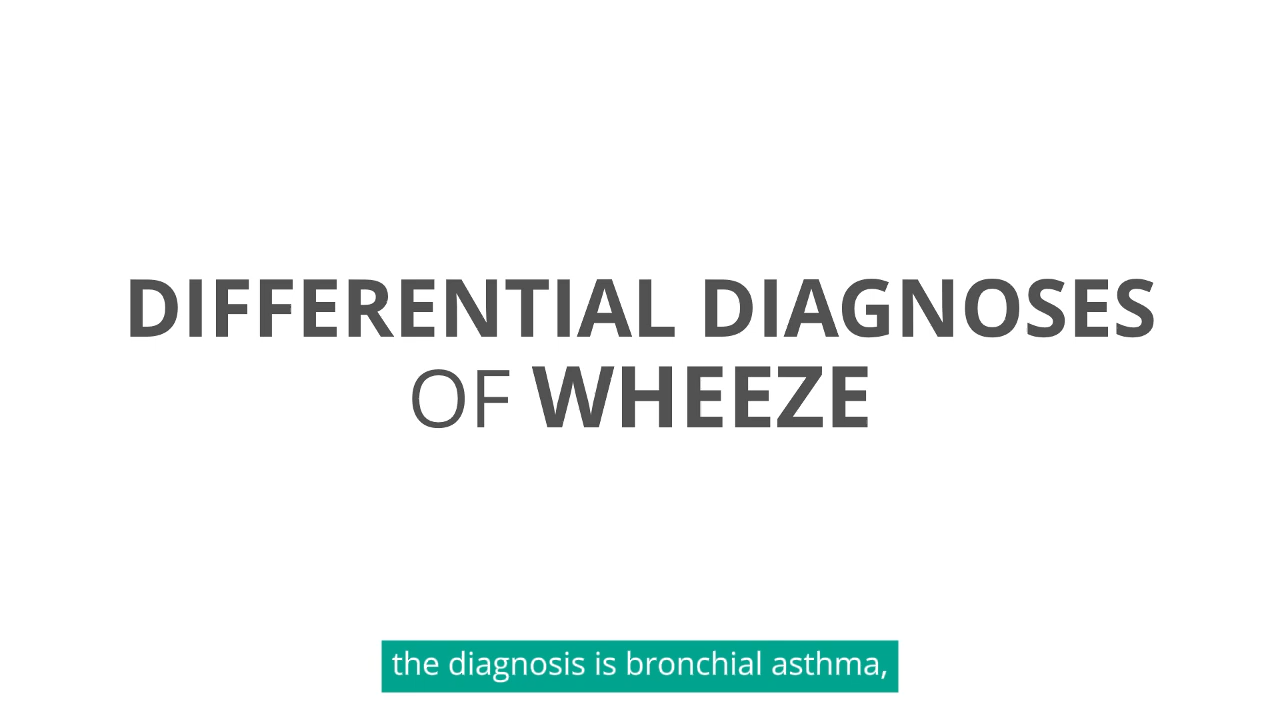 DIFFERENTIAL DIAGNOSES
OF WHEEZE
the diagnosis is bronchial asthma,